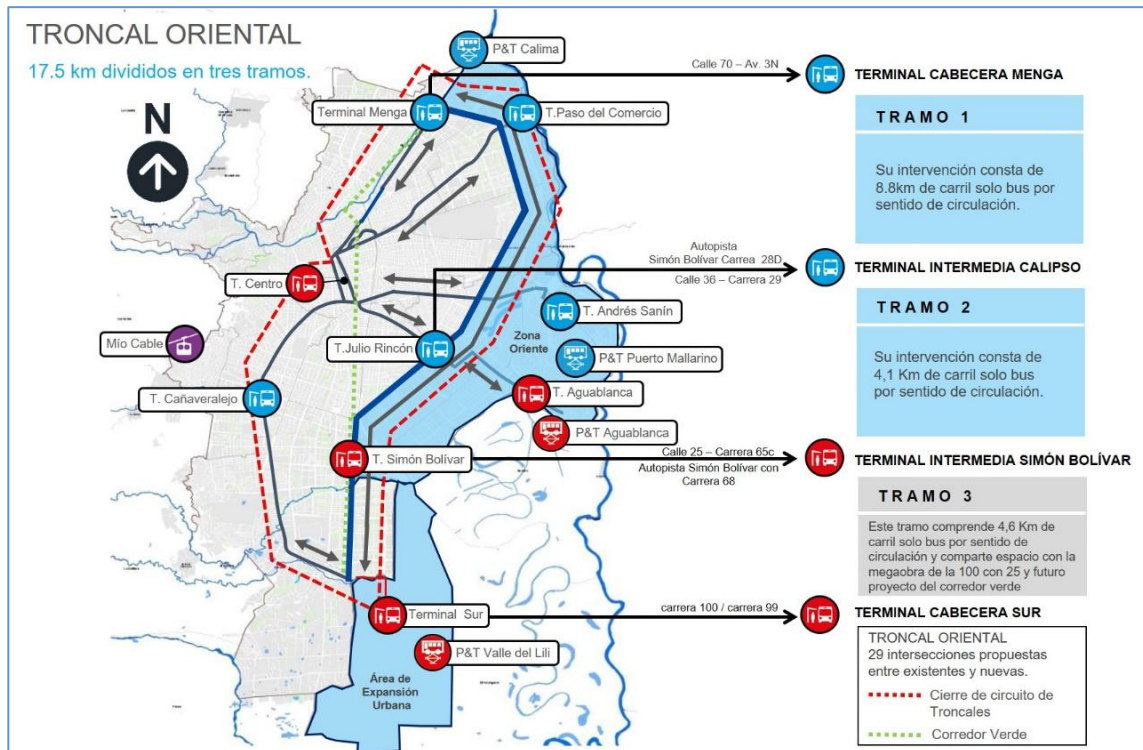 TRONCAL ORIENTAL
17.5 km divididos en tres tramos.
N
P&T Calima
Terminal Menga
T.Paso del Comercio
T. Centro
Mío Cable
T.Julio Rincón
Zona
Oriente
T. Andrés Sanín
P&T Puerto Mallarino
T. Cañaveralejo
T. Aguablanca
P&T Aguablanca
T. Simón Bolívar
Terminal Sur
P&T Valle del Lili
Área de
Expansión
Urbana
Calle 70 – Av. 3N
TERMINAL CABECERA MENGA
TRAMO 1
Su intervención consta de
8.8km de carril solo bus por
sentido de circulación.
Autopista
Simón Bolívar Carrea 28D
Calle 36 – Carrera 29
TERMINAL INTERMEDIA CALIPSO
TRAMO 2
Su intervención consta de
4,1 Km de carril solo bus
por sentido de circulación.
Calle 25 – Carrera 65c
Autopista Simón Bolívar con
Carrera 68
TERMINAL INTERMEDIA SIMÓN BOLÍVAR
TRAMO 3
Este tramo comprende 4,6 Km de
carril solo bus por sentido de
circulación y comparte espacio con la
megaobra de la 100 con 25 y futuro
proyecto del corredor verde
carrera 100 / carrera 99
TERMINAL CABECERA SUR
TRONCAL ORIENTAL
29 intersecciones propuestas
entre existentes y nuevas.
Cierre de circuito de
Troncales
Corredor Verde